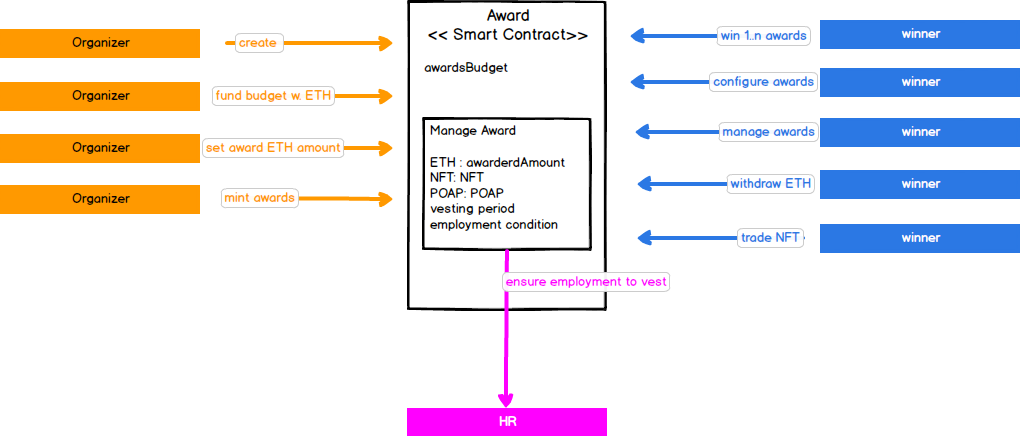 Award
<< Smart Contract>>
awardsBudget
Organizer
create
Organizer
fund budget w. ETH
Organizer
set award ETH amount
Organizer
mint awards
Manage Award
ETH : awarderdAmount
NFT: NFT
POAP: POAP
vesting period
employment condition
win 1..n awards
winner
configure awards
winner
manage awards
winner
withdraw ETH
winner
trade NFT
winner
ensure employment to vest
HR